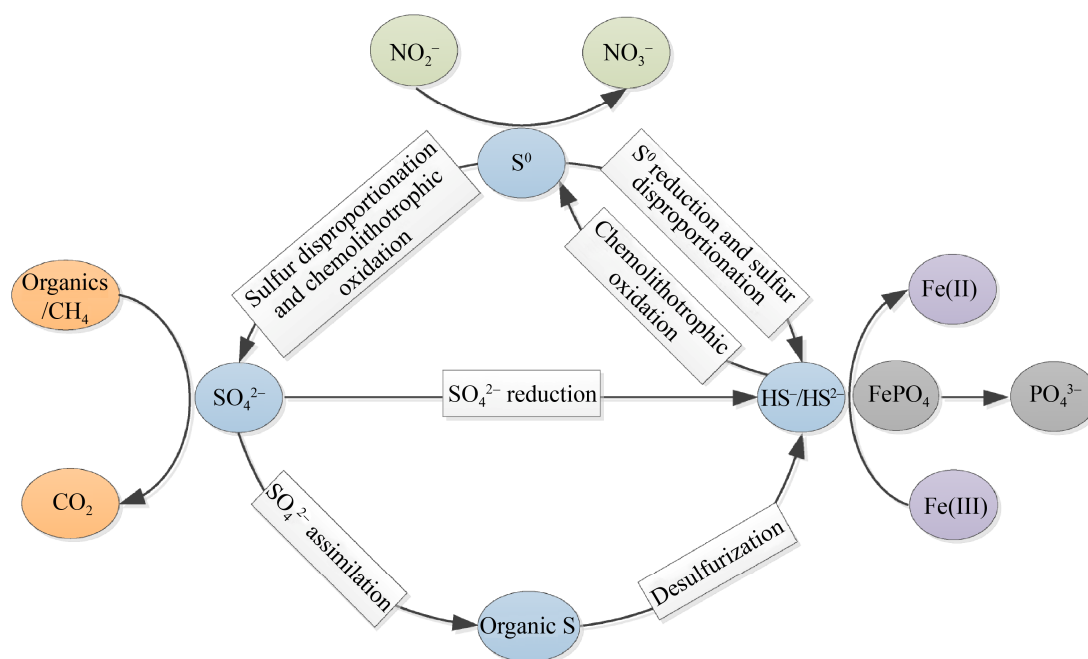 NO₂⁻
NO₃⁻
S⁰
Sulfur disproportionation
and chemolithotrophic
oxidation
S⁰ reduction and sulfur
disproportionation
Chemolithotrophic
oxidation
Organics
/CH₄
Fe(II)
SO₄²⁻
SO₄²⁻ reduction
HS⁻/HS²⁻
FePO₄
PO₄³⁻
CO₂
Fe(III)
SO₄²⁻ assimilation
Desulfurization
Organic S